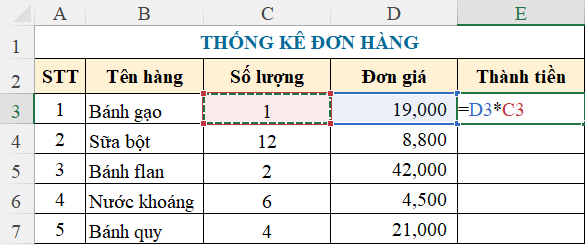 A B C D E
1 THỐNG KÊ ĐƠN HÀNG
2 STT Tên hàng Số lượng Đơn giá Thành tiền
3 1 Bánh gạo 1 19,000 =D3*C3
4 2 Sữa bột 12 8,800
5 3 Bánh flan 2 42,000
6 4 Nước khoáng 6 4,500
7 5 Bánh quy 4 21,000